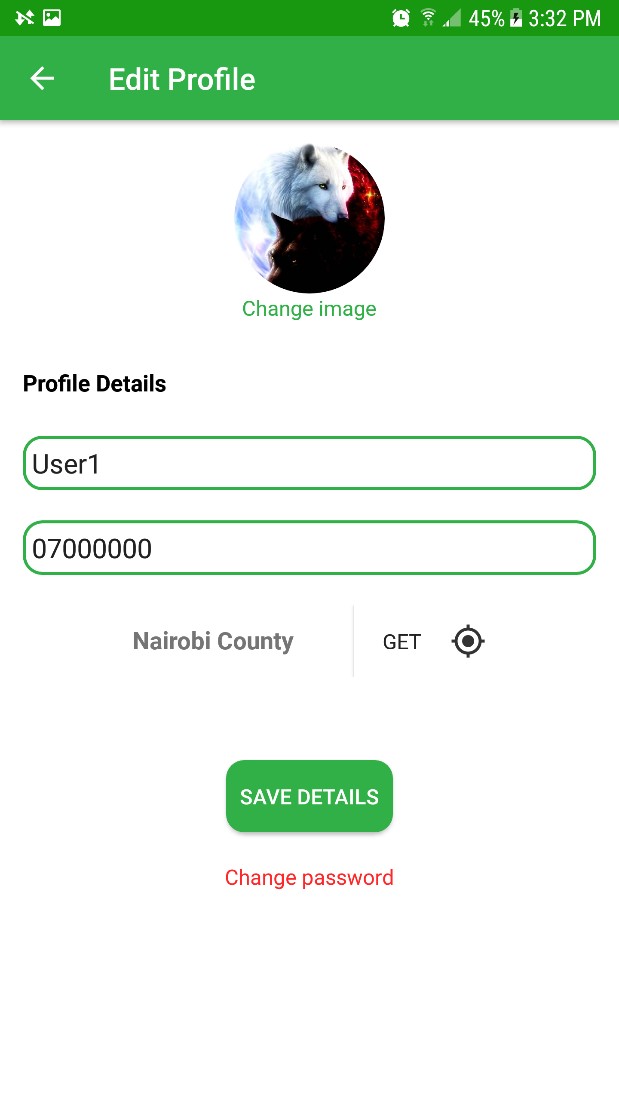 45% 3:32 PM
Edit Profile
Change image
Profile Details
User1
07000000
Nairobi County GET
SAVE DETAILS
Change password